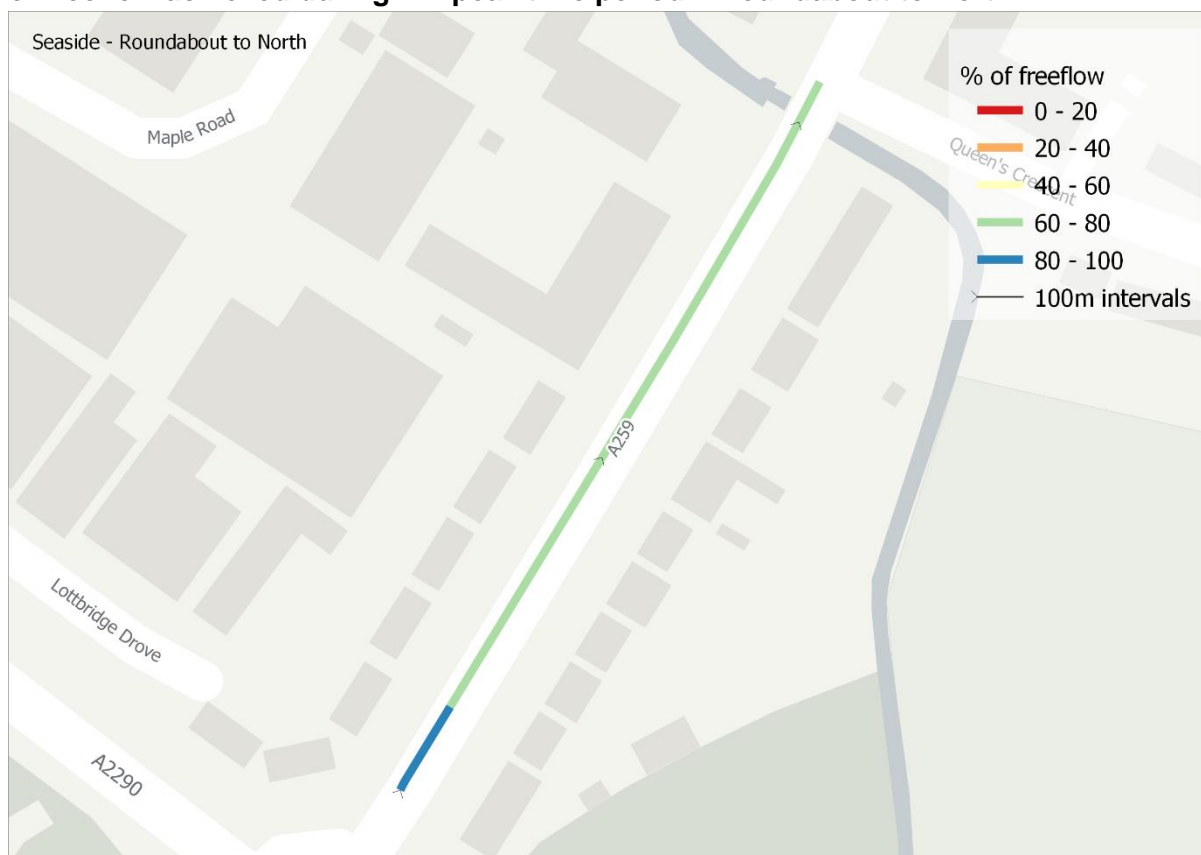 Seaside - Roundabout to North
% of freeflow
0 - 20
20 - 40
40 - 60
60 - 80
80 - 100
100m intervals
Maple Road
Queen's Crescent
A259
Lottbridge Drove
A2290